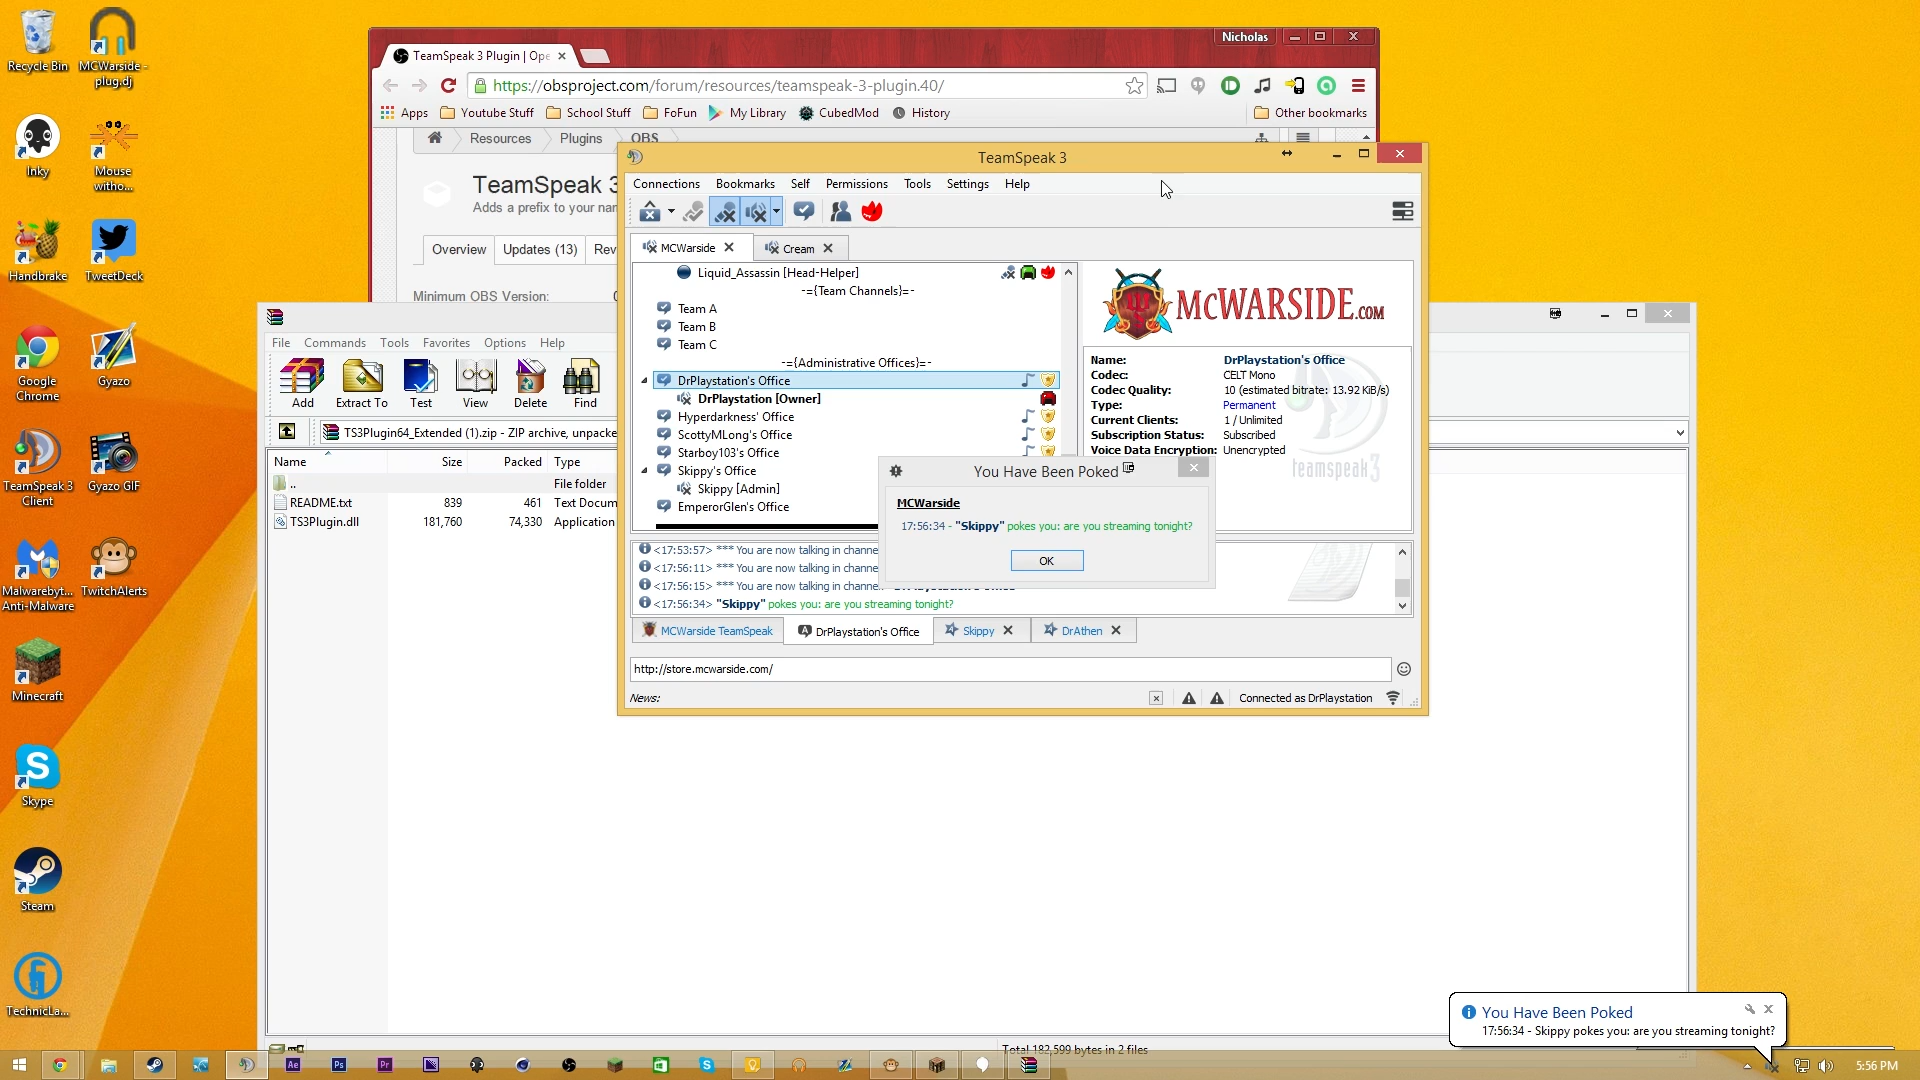 Recycle Bin
MCWarside - plug.dj
Inky
Mouse witho...
Handbrake
TweetDeck
Google Chrome
Gyazo
TeamSpeak 3 Client
Gyazo GIF
Malwarebyt... Anti-Malware
TwitchAlerts
Minecraft
Skype
Steam
TechnicLa...
Nicholas
TeamSpeak 3 Plugin | Ope
https://obsproject.com/forum/resources/teamspeak-3-plugin.40/
Apps Youtube Stuff School Stuff FoFun My Library CubedMod History Other bookmarks
Resources Plugins OBS
TeamSpeak 3
Adds a prefix to your nam
Overview Updates (13) Rev
Minimum OBS Version:
File Commands Tools Favorites Options Help
Add Extract To Test View Delete Find
TS3Plugin64_Extended (1).zip - ZIP archive, unpacke
Name Size Packed Type
.. File folder
README.txt 839 461 Text Docum
TS3Plugin.dll 181,760 74,330 Application
Total 182,599 bytes in 2 files
TeamSpeak 3
Connections Bookmarks Self Permissions Tools Settings Help
MCWarside Cream
Liquid_Assassin [Head-Helper]
-={Team Channels}=-
Team A
Team B
Team C
-={Administrative Offices}=-
DrPlaystation's Office
DrPlaystation [Owner]
Hyperdarkness' Office
ScottyMLong's Office
Starboy103's Office
Skippy's Office
Skippy [Admin]
EmperorGlen's Office
MCWARSIDE.COM
Name: DrPlaystation's Office
Codec: CELT Mono
Codec Quality: 10 (estimated bitrate: 13.92 KiB/s)
Type: Permanent
Current Clients: 1 / Unlimited
Subscription Status: Subscribed
Voice Data Encryption: Unencrypted
teamspeak3
You Have Been Poked
MCWarside
17:56:34 - "Skippy" pokes you: are you streaming tonight?
OK
<17:53:57> *** You are now talking in channe
<17:56:11> *** You are now talking in channe
<17:56:15> *** You are now talking in channe
<17:56:34> "Skippy" pokes you: are you streaming tonight?
MCWarside TeamSpeak DrPlaystation's Office Skippy DrAthen
http://store.mcwarside.com/
News: Connected as DrPlaystation
You Have Been Poked
17:56:34 - Skippy pokes you: are you streaming tonight?
Ae Ps Pr
5:56 PM